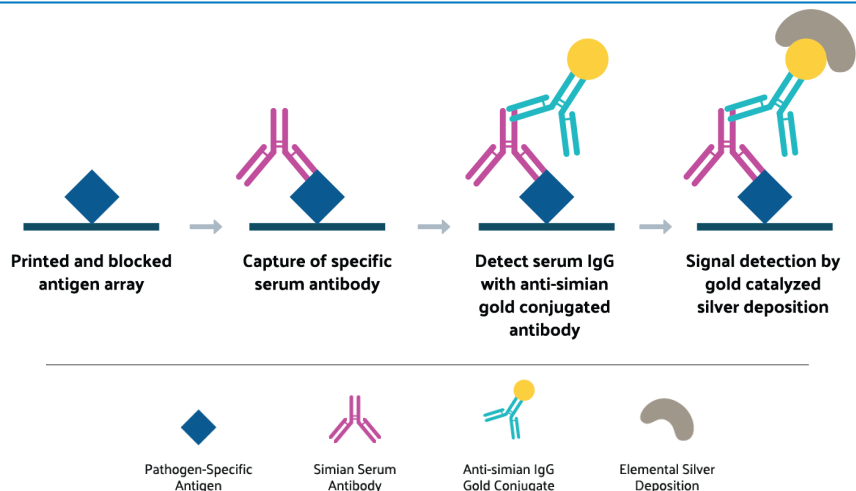 Printed and blocked
antigen array
Capture of specific
serum antibody
Detect serum IgG
with anti-simian
gold conjugated
antibody
Signal detection by
gold catalyzed
silver deposition
Pathogen-Specific
Antigen
Simian Serum
Antibody
Anti-simian IgG
Gold Conjugate
Elemental Silver
Deposition